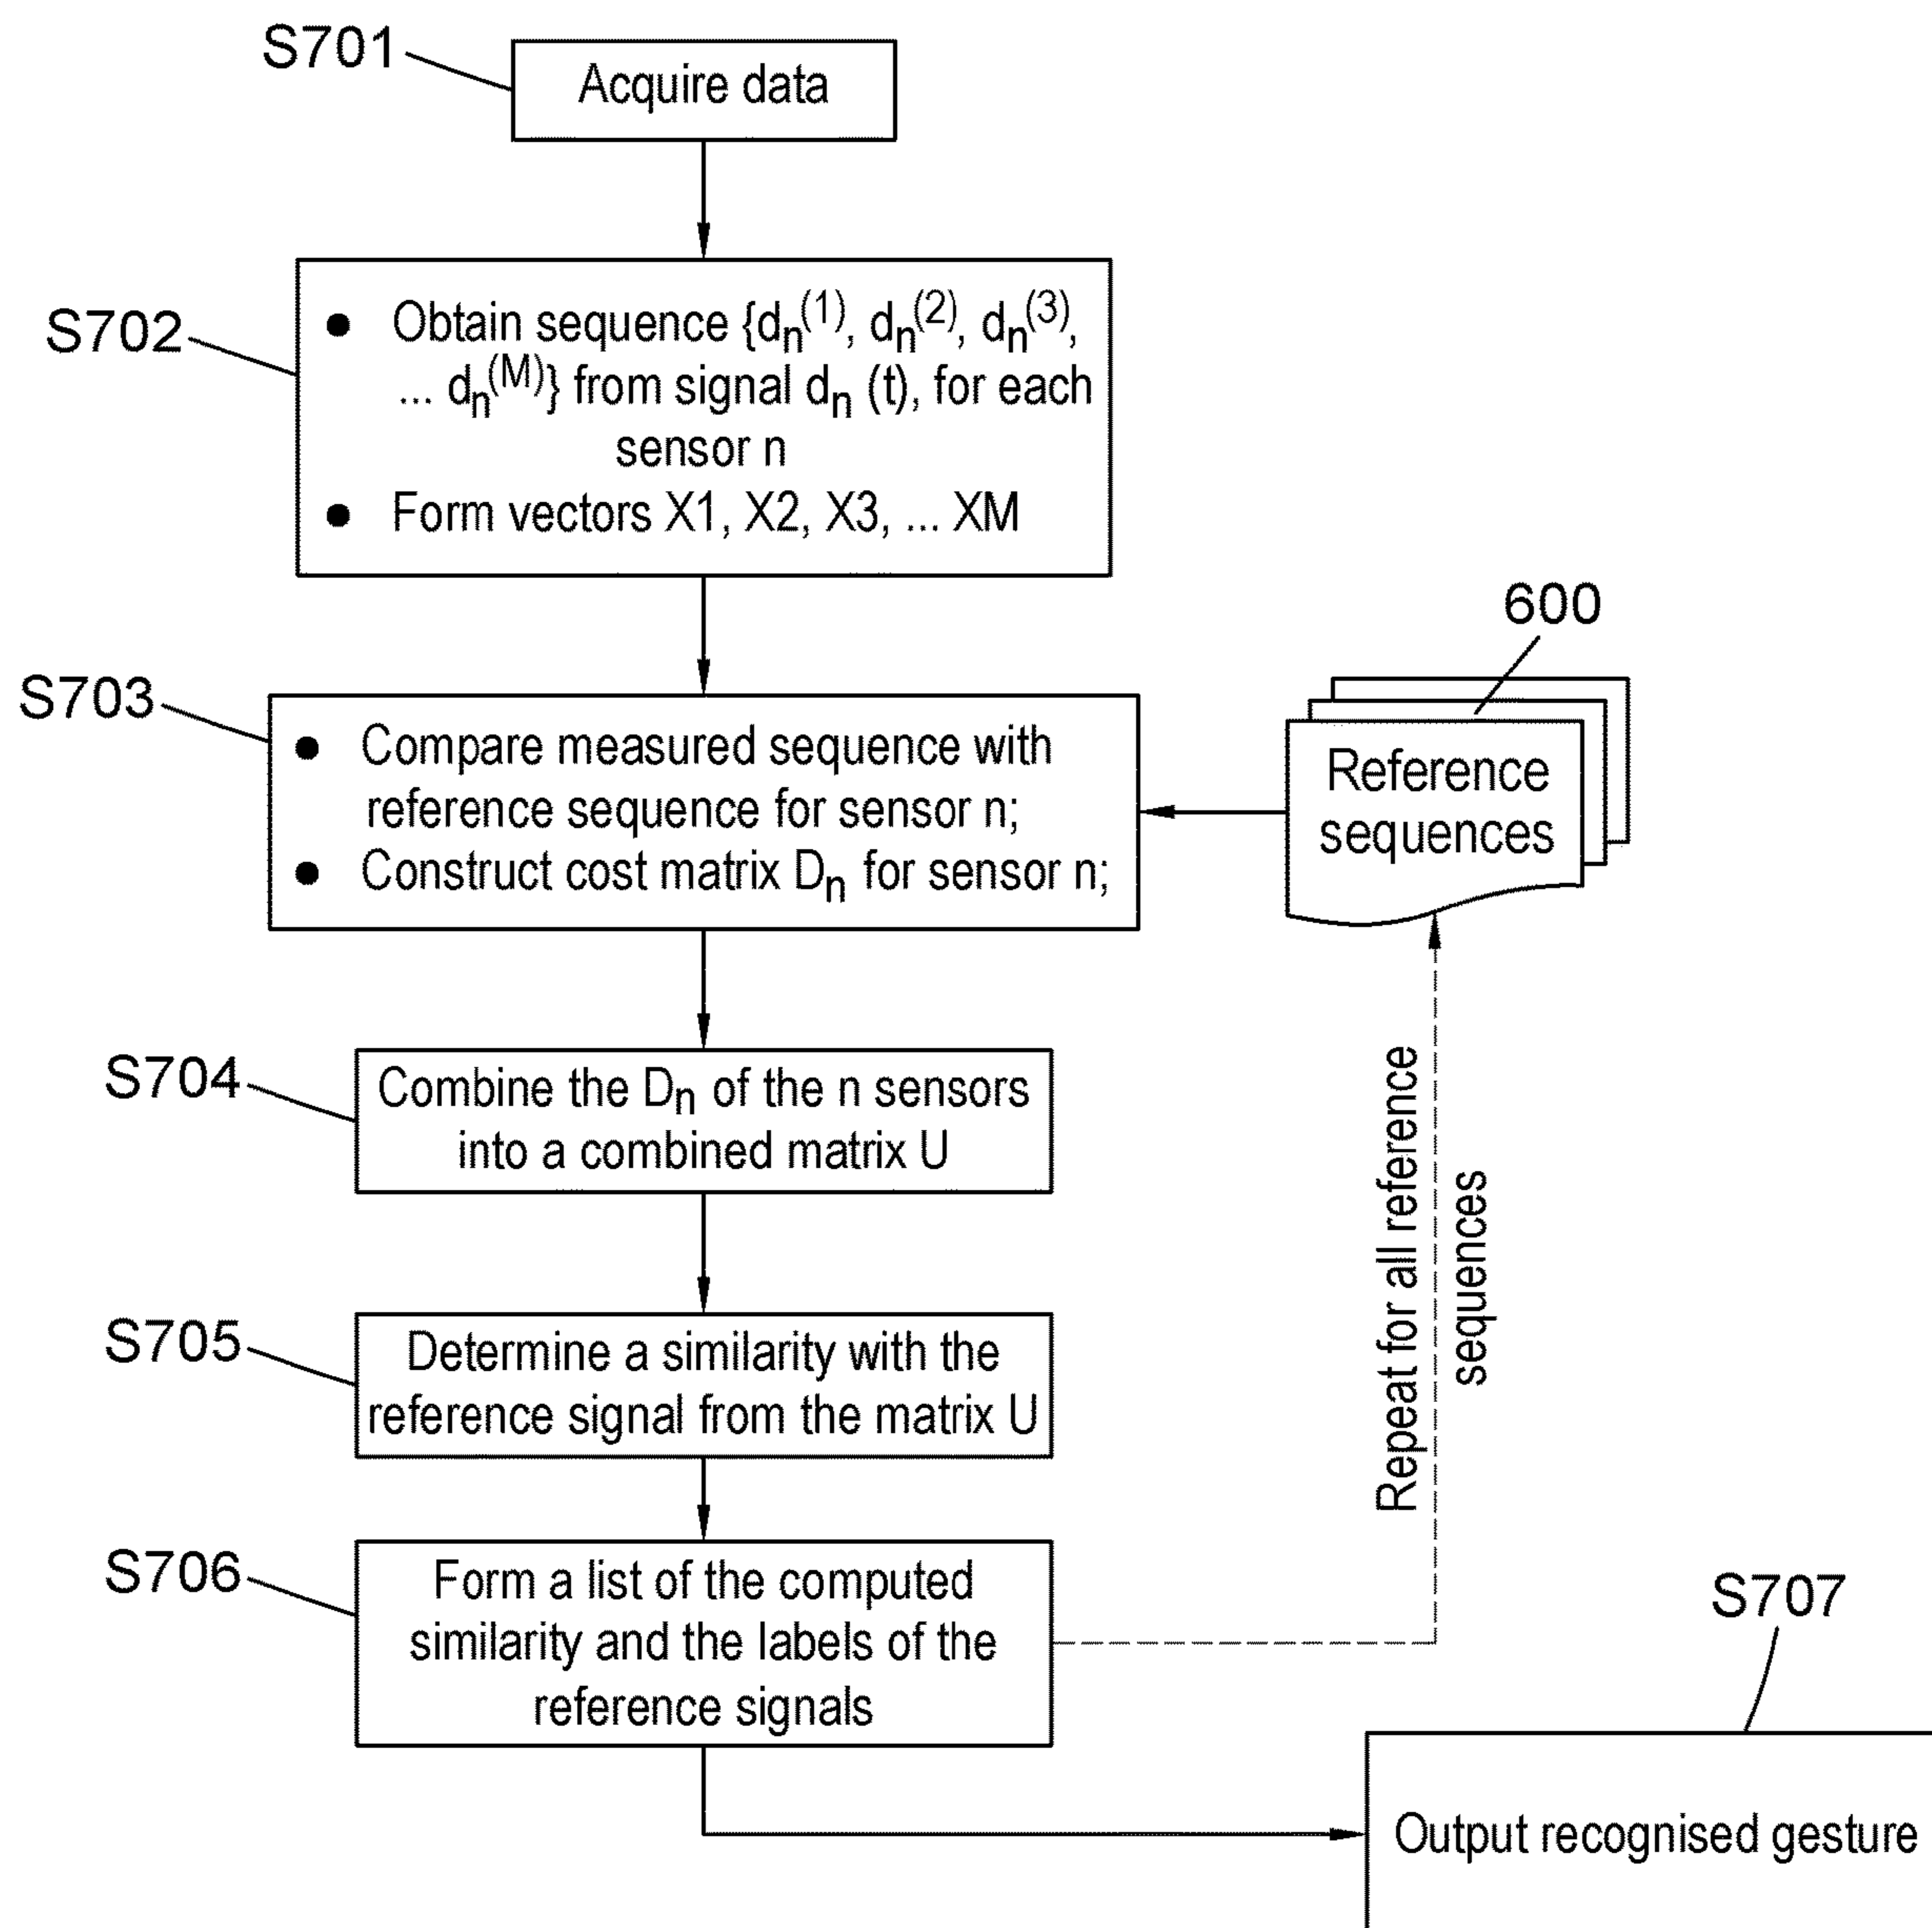 S701
Acquire data
S702
● Obtain sequence {dₙ⁽¹⁾, dₙ⁽²⁾, dₙ⁽³⁾,
... dₙ⁽ᴹ⁾} from signal dₙ (t), for each
sensor n
● Form vectors X1, X2, X3, ... XM
600
S703
● Compare measured sequence with
reference sequence for sensor n;
● Construct cost matrix Dₙ for sensor n;
Reference
sequences
S704
Combine the Dₙ of the n sensors
into a combined matrix U
Repeat for all reference
sequences
S705
Determine a similarity with the
reference signal from the matrix U
S706
Form a list of the computed
similarity and the labels of the
reference signals
S707
Output recognised gesture